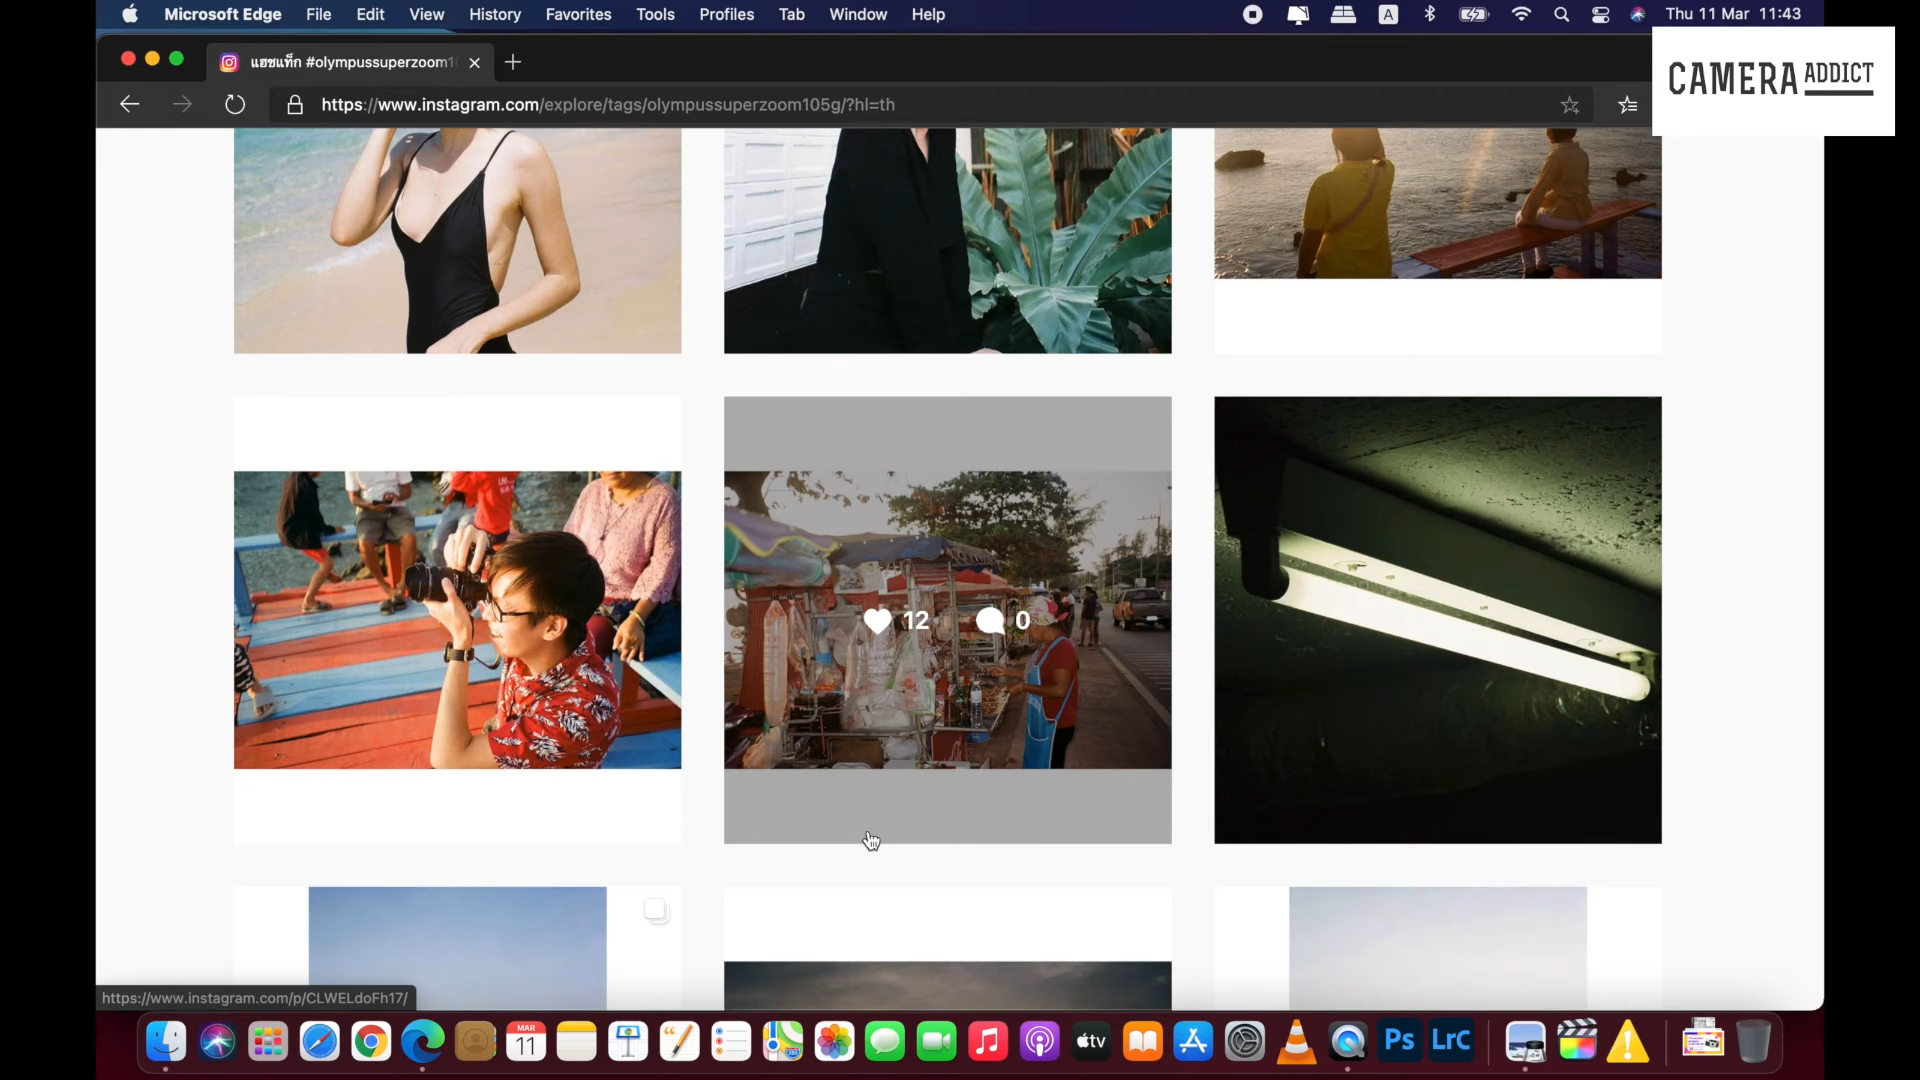 Microsoft Edge File Edit View History Favorites Tools Profiles Tab Window Help A Thu 11 Mar 11:43
แฮชแท็ก #olympussuperzoom1
https://www.instagram.com/explore/tags/olympussuperzoom105g/?hl=th
CAMERA ADDICT
12 0
https://www.instagram.com/p/CLWELdoFh17/
MAR
11
tv Ps LrC